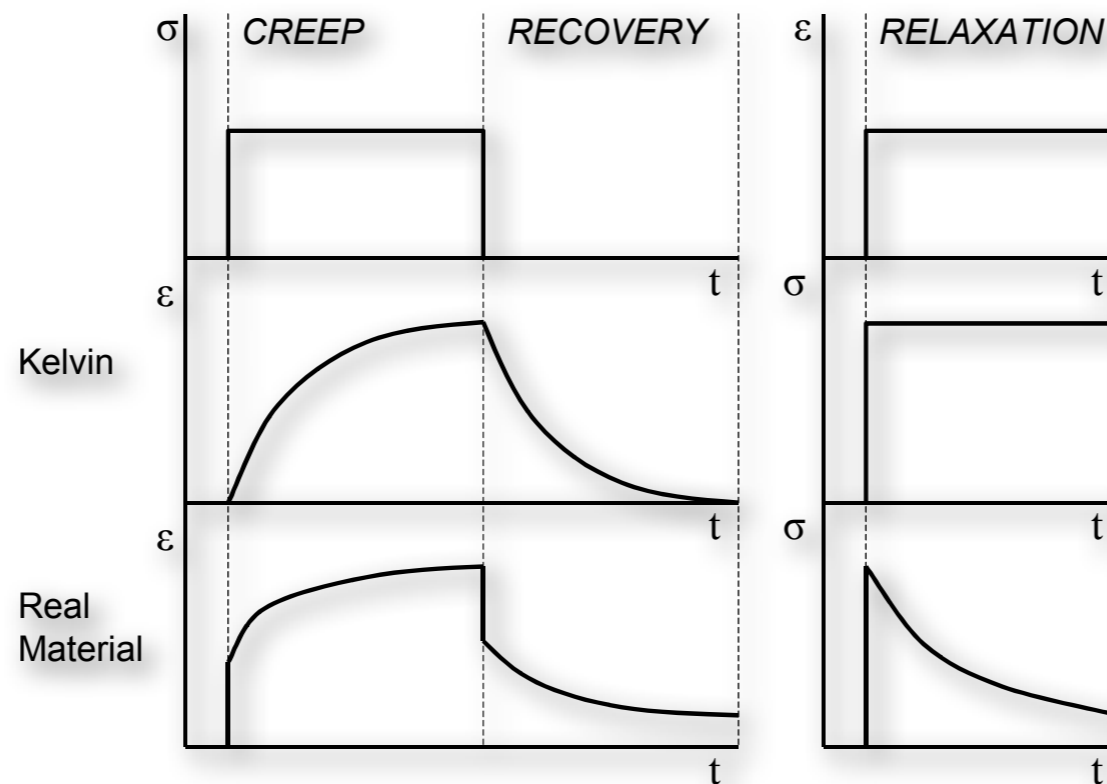 σ CREEP RECOVERY ε RELAXATION
t t
ε σ
Kelvin
t t
ε σ
Real
Material
t t